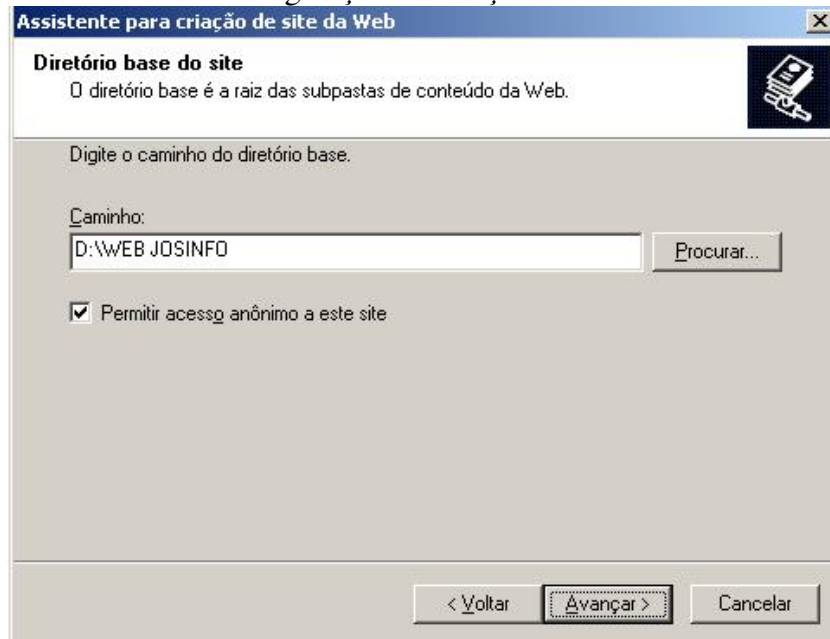 Assistente para criação de site da Web
Diretório base do site
O diretório base é a raiz das subpastas de conteúdo da Web.
Digite o caminho do diretório base.
Caminho:
D:\WEB JOSINFO
Procurar...
Permitir acesso anônimo a este site
< Voltar
Avançar >
Cancelar